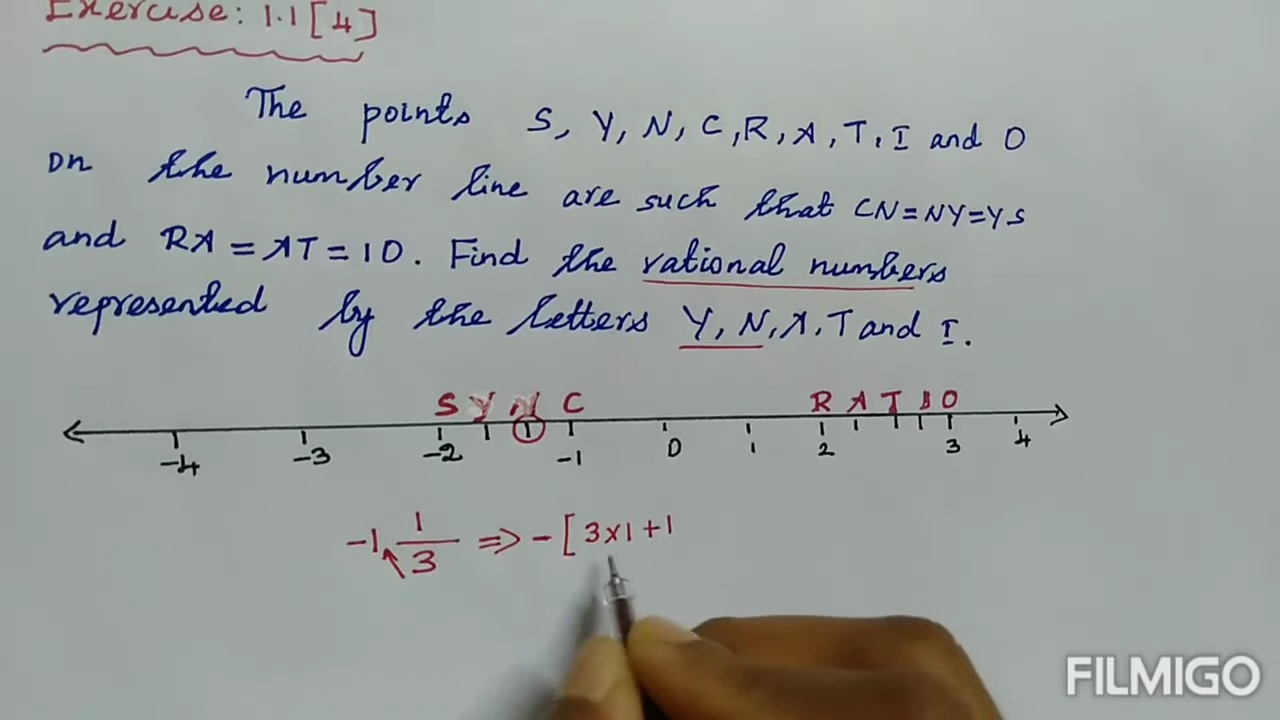 Exercise: 1.1 [4]
The points S, Y, N, C, R, A, T, I and O
on the number line are such that CN=NY=YS
and RA = AT = IO. Find the rational numbers
represented by the letters Y, N, A, T and I.
S Y N C R A T I O
-4 -3 -2 -1 0 1 2 3 4
-1 1/3 => - [ 3x1 +1
FILMIGO